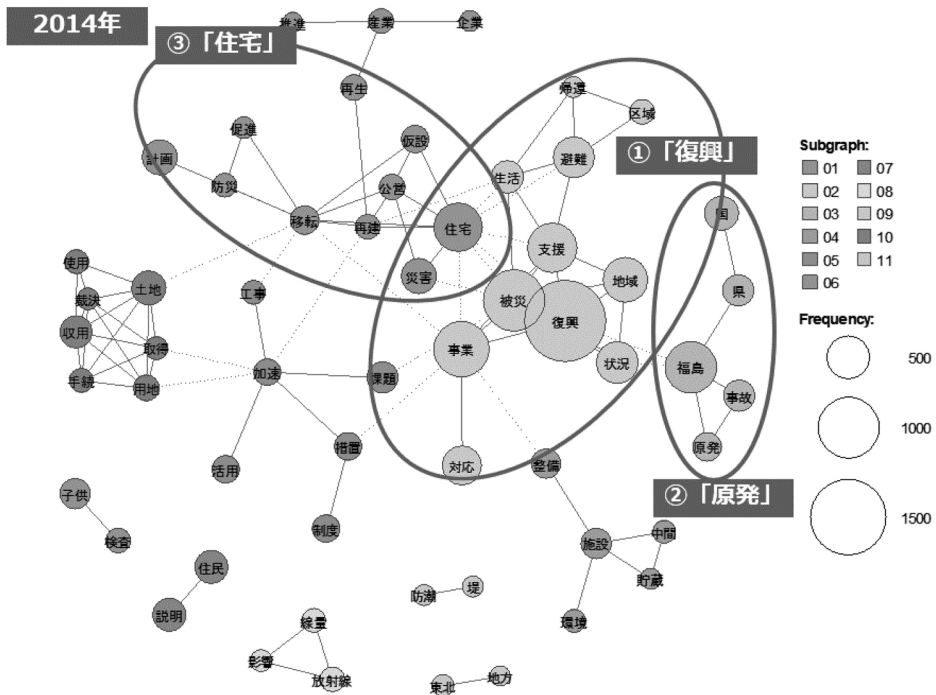 2014年
推進
産業
企業
③「住宅」
再生
帰還
区域
促進
仮設
避難
①「復興」
計画
防災
公営
生活
移転
再建
住宅
支援
国
災害
地域
県
使用
土地
裁決
工事
被災
復興
収用
取得
事業
状況
福島
手続
用地
加速
課題
事故
原発
措置
活用
対応
整備
②「原発」
子供
検査
制度
施設
中間
貯蔵
住民
説明
防潮
堤
環境
線量
影響
放射線
東北
地方
Subgraph:
01 07
02 08
03 09
04 10
05 11
06
Frequency:
500
1000
1500